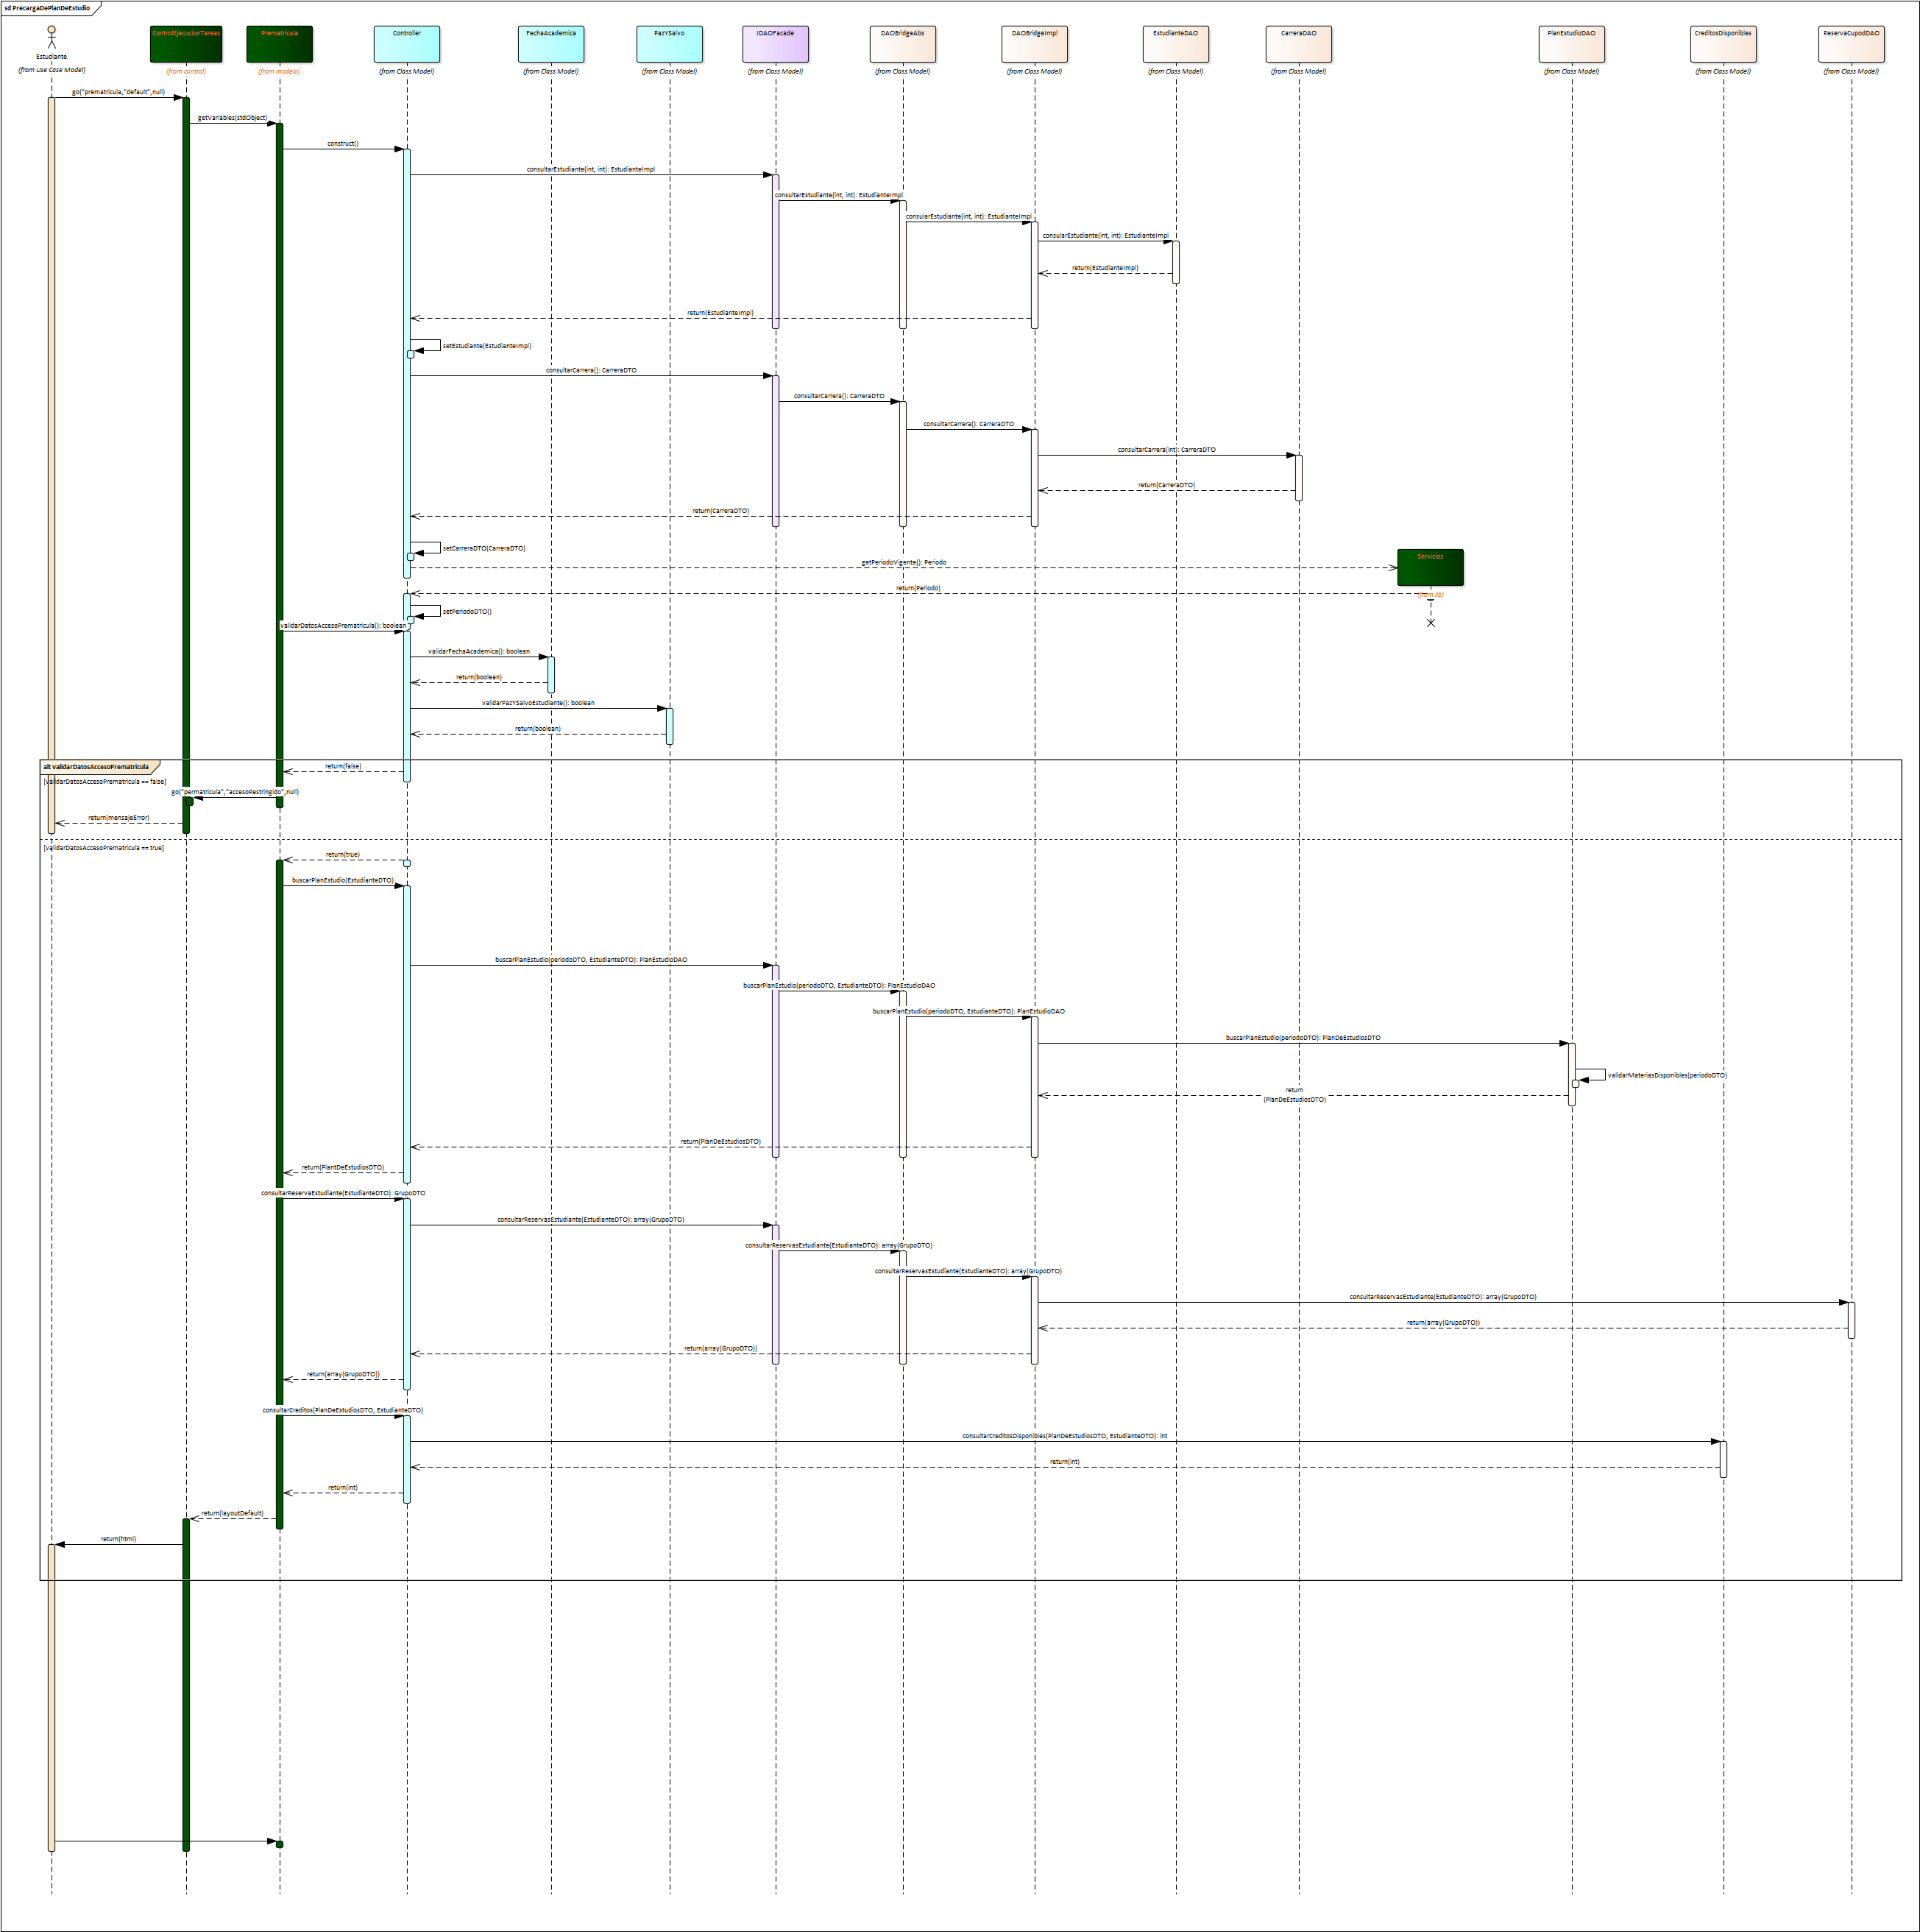 sd PrecargaDePlanDeEstudio
Estudiante
(from Use Case Model)
ControlEjecucionTareas
(from control)
Prematricula
(from modelo)
Controller
(from Class Model)
FechaAcademica
(from Class Model)
PazYSalvo
(from Class Model)
IDAOFacade
(from Class Model)
DAOBridgeAbs
(from Class Model)
DAOBridgeImpl
(from Class Model)
EstudianteDAO
(from Class Model)
CarreraDAO
(from Class Model)
PlanEstudioDAO
(from Class Model)
CreditosDisponibles
(from Class Model)
ReservaCupodDAO
(from Class Model)
go("prematricula,"default",null)
getVariables(stdObject)
construct()
consultarEstudiante(int, int): EstudianteImpl
consultarEstudiante(int, int): EstudianteImpl
consularEstudiante(int, int): EstudianteImpl
consularEstudiante(int, int): EstudianteImpl
return(EstudianteImpl)
return(EstudianteImpl)
setEstudiante(EstudianteImpl)
consultarCarrera(): CarreraDTO
consultarCarrera(): CarreraDTO
consultarCarrera(): CarreraDTO
consultarCarrera(int): CarreraDTO
return(CarreraDTO)
return(CarreraDTO)
setCarreraDTO(CarreraDTO)
Servicios
getPeriodoVigente(): Periodo
return(Periodo)
(from lib)
setPeriodoDTO()
validarDatosAccesoPrematricula(): boolean
validarFechaAcademica(): boolean
return(boolean)
validarPazYSalvoEstudiante(): boolean
return(boolean)
alt validarDatosAccesoPrematricula
return(false)
[validarDatosAccesoPrematricula == false]
go("permatricula","accesoRestringido",null)
return(mensajeError)
[validarDatosAccesoPrematricula == true]
return(true)
buscarPlanEstudio(EstudianteDTO)
buscarPlanEstudio(periodoDTO, EstudianteDTO): PlanEstudioDAO
buscarPlanEstudio(periodoDTO, EstudianteDTO): PlanEstudioDAO
buscarPlanEstudio(periodoDTO, EstudianteDTO): PlanEstudioDAO
buscarPlanEstudio(periodoDTO): PlanDeEstudiosDTO
validarMateriasDisponibles(periodoDTO)
return
(PlanDeEstudiosDTO)
return(PlanDeEstudiosDTO)
return(PlantDeEstudiosDTO)
consultarReservaEstudiante(EstudianteDTO): GrupoDTO
consultarReservasEstudiante(EstudianteDTO): array(GrupoDTO)
consultarReservasEstudiante(EstudianteDTO): array(GrupoDTO)
consultarReservasEstudiante(EstudianteDTO): array(GrupoDTO)
consultarReservasEstudiante(EstudianteDTO): array(GrupoDTO)
return(array(GrupoDTO))
return(array(GrupoDTO))
return(array(GrupoDTO))
consultarCreditos(PlanDeEstudiosDTO, EstudianteDTO)
consultarCreditosDisponibles(PlanDeEstudiosDTO, EstudianteDTO): int
return(int)
return(int)
return(layoutDefault)
return(html)